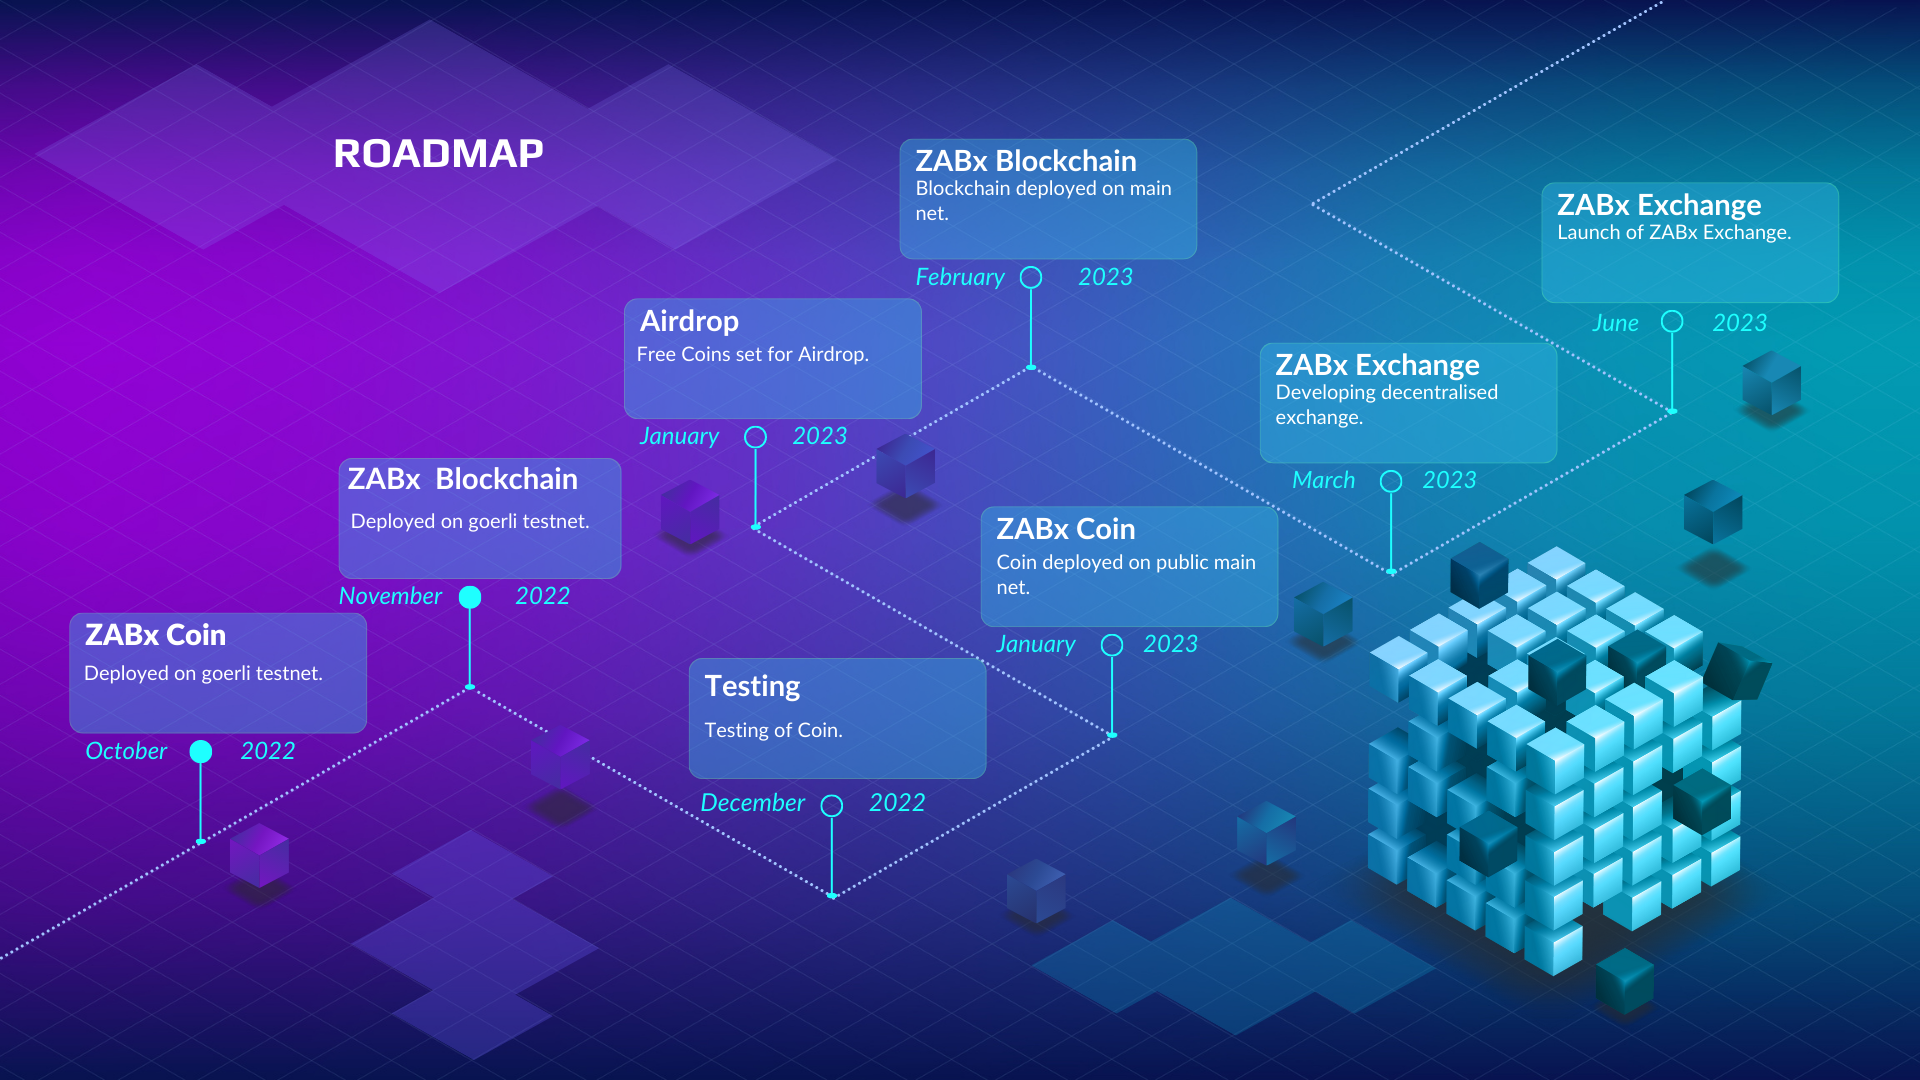 ROADMAP
ZABx Coin
Deployed on goerli testnet.
October 2022
ZABx Blockchain
Deployed on goerli testnet.
November 2022
Testing
Testing of Coin.
December 2022
ZABx Coin
Coin deployed on public main
net.
January 2023
Airdrop
Free Coins set for Airdrop.
January 2023
ZABx Blockchain
Blockchain deployed on main
net.
February 2023
ZABx Exchange
Developing decentralised
exchange.
March 2023
ZABx Exchange
Launch of ZABx Exchange.
June 2023